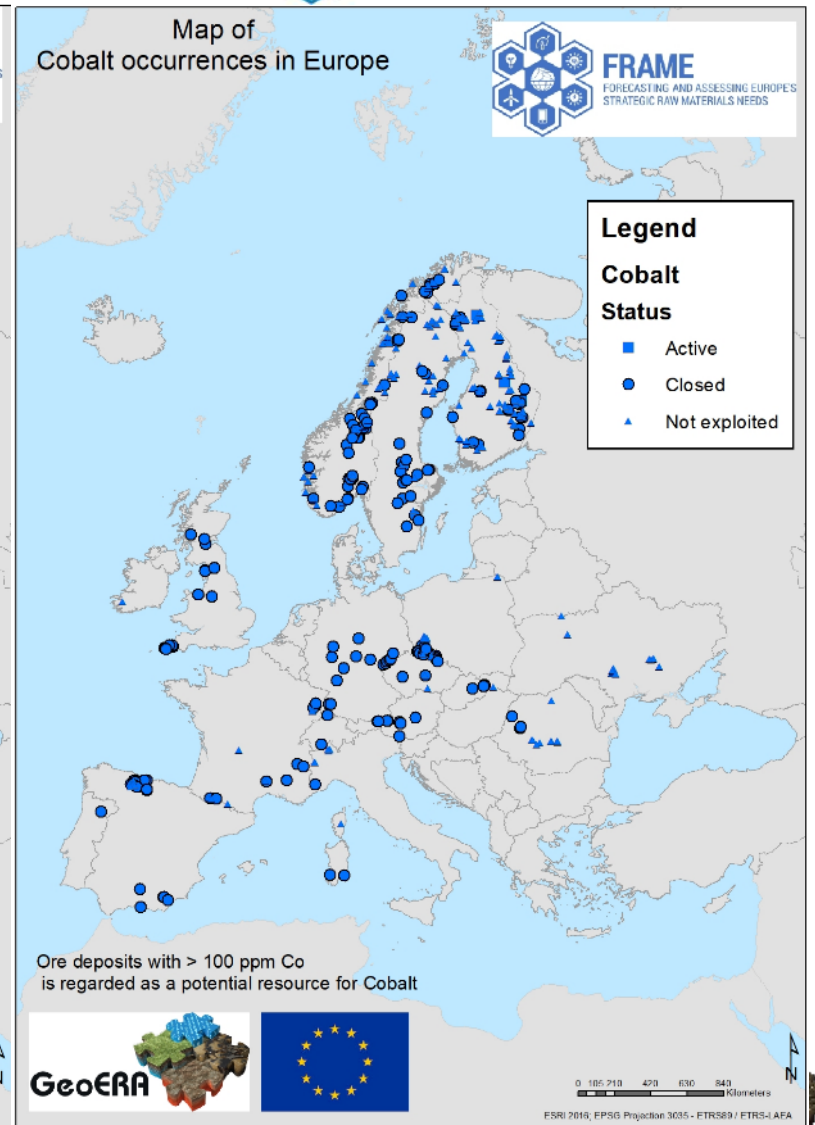 Map of
Cobalt occurrences in Europe
FRAME
FORECASTING AND ASSESSING EUROPE'S
STRATEGIC RAW MATERIALS NEEDS
Legend
Cobalt
Status
Active
Closed
Not exploited
Ore deposits with > 100 ppm Co
is regarded as a potential resource for Cobalt
GeoERA
N
0 105 210 420 630 840
Kilometers
ESRI 2016; EPSG Projection 3035 - ETRS89 / ETRS-LAEA